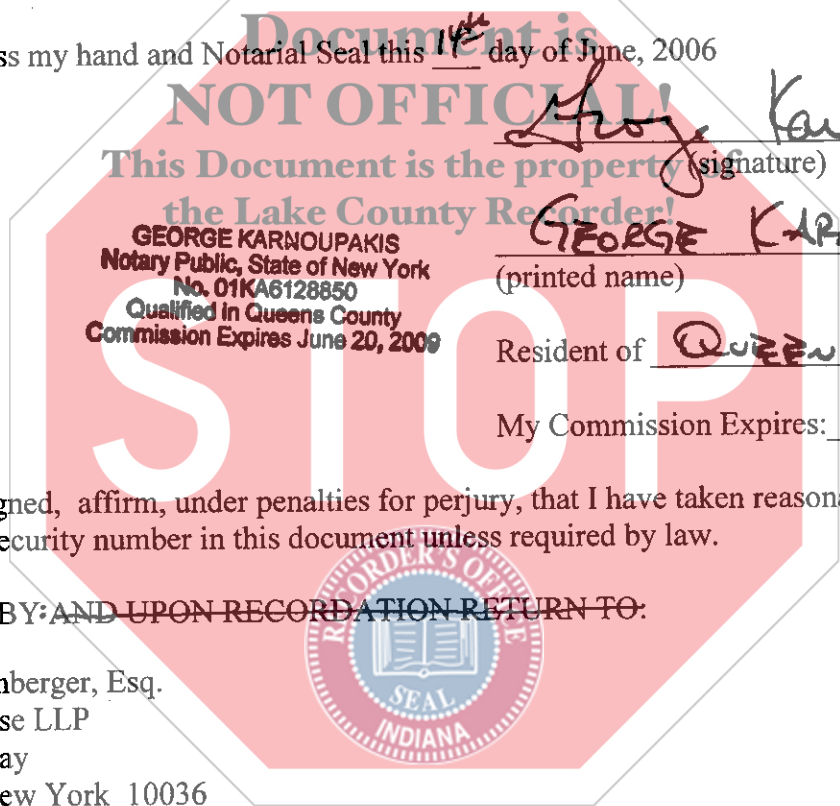 Document is
ss my hand and Notarial Seal this 14th day of June, 2006
NOT OFFICIAL!
This Document is the property of
(signature)
the Lake County Recorder!
GEORGE KAR
GEORGE KARNOUPAKIS
Notary Public, State of New York
No. 01KA6128850
Qualified in Queens County
Commission Expires June 20, 2009
(printed name)
Resident of QUEEN
My Commission Expires:
STOP
gned, affirm, under penalties for perjury, that I have taken reasona
ecurity number in this document unless required by law.
BY: AND UPON RECORDATION RETURN TO:
RECORDER'S OFFICE
SEAL
INDIANA
nberger, Esq.
se LLP
ay
ew York 10036